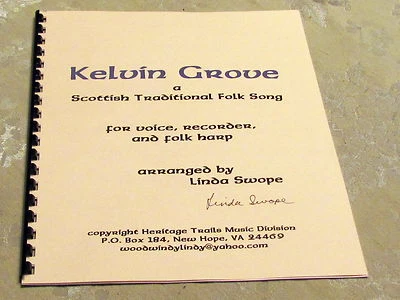 Kelvin Grove
a
Scottish Traditional Folk Song
for voice, recorder,
and folk harp
arranged by
Linda Swope
Linda Swope
copyright Heritage Trails Music Division
P.O. Box 184, New Hope, VA 24469
woodwindylindy@yahoo.com